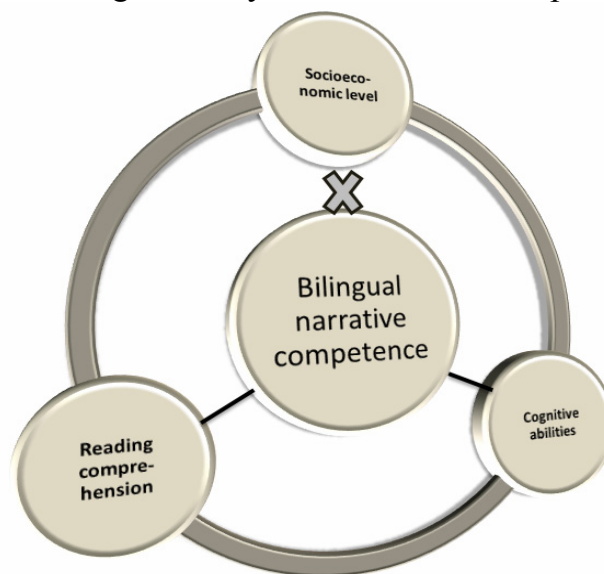 Socioeco-
nomic level
Bilingual
narrative
competence
Cognitive
abilities
Reading
compre-
hension